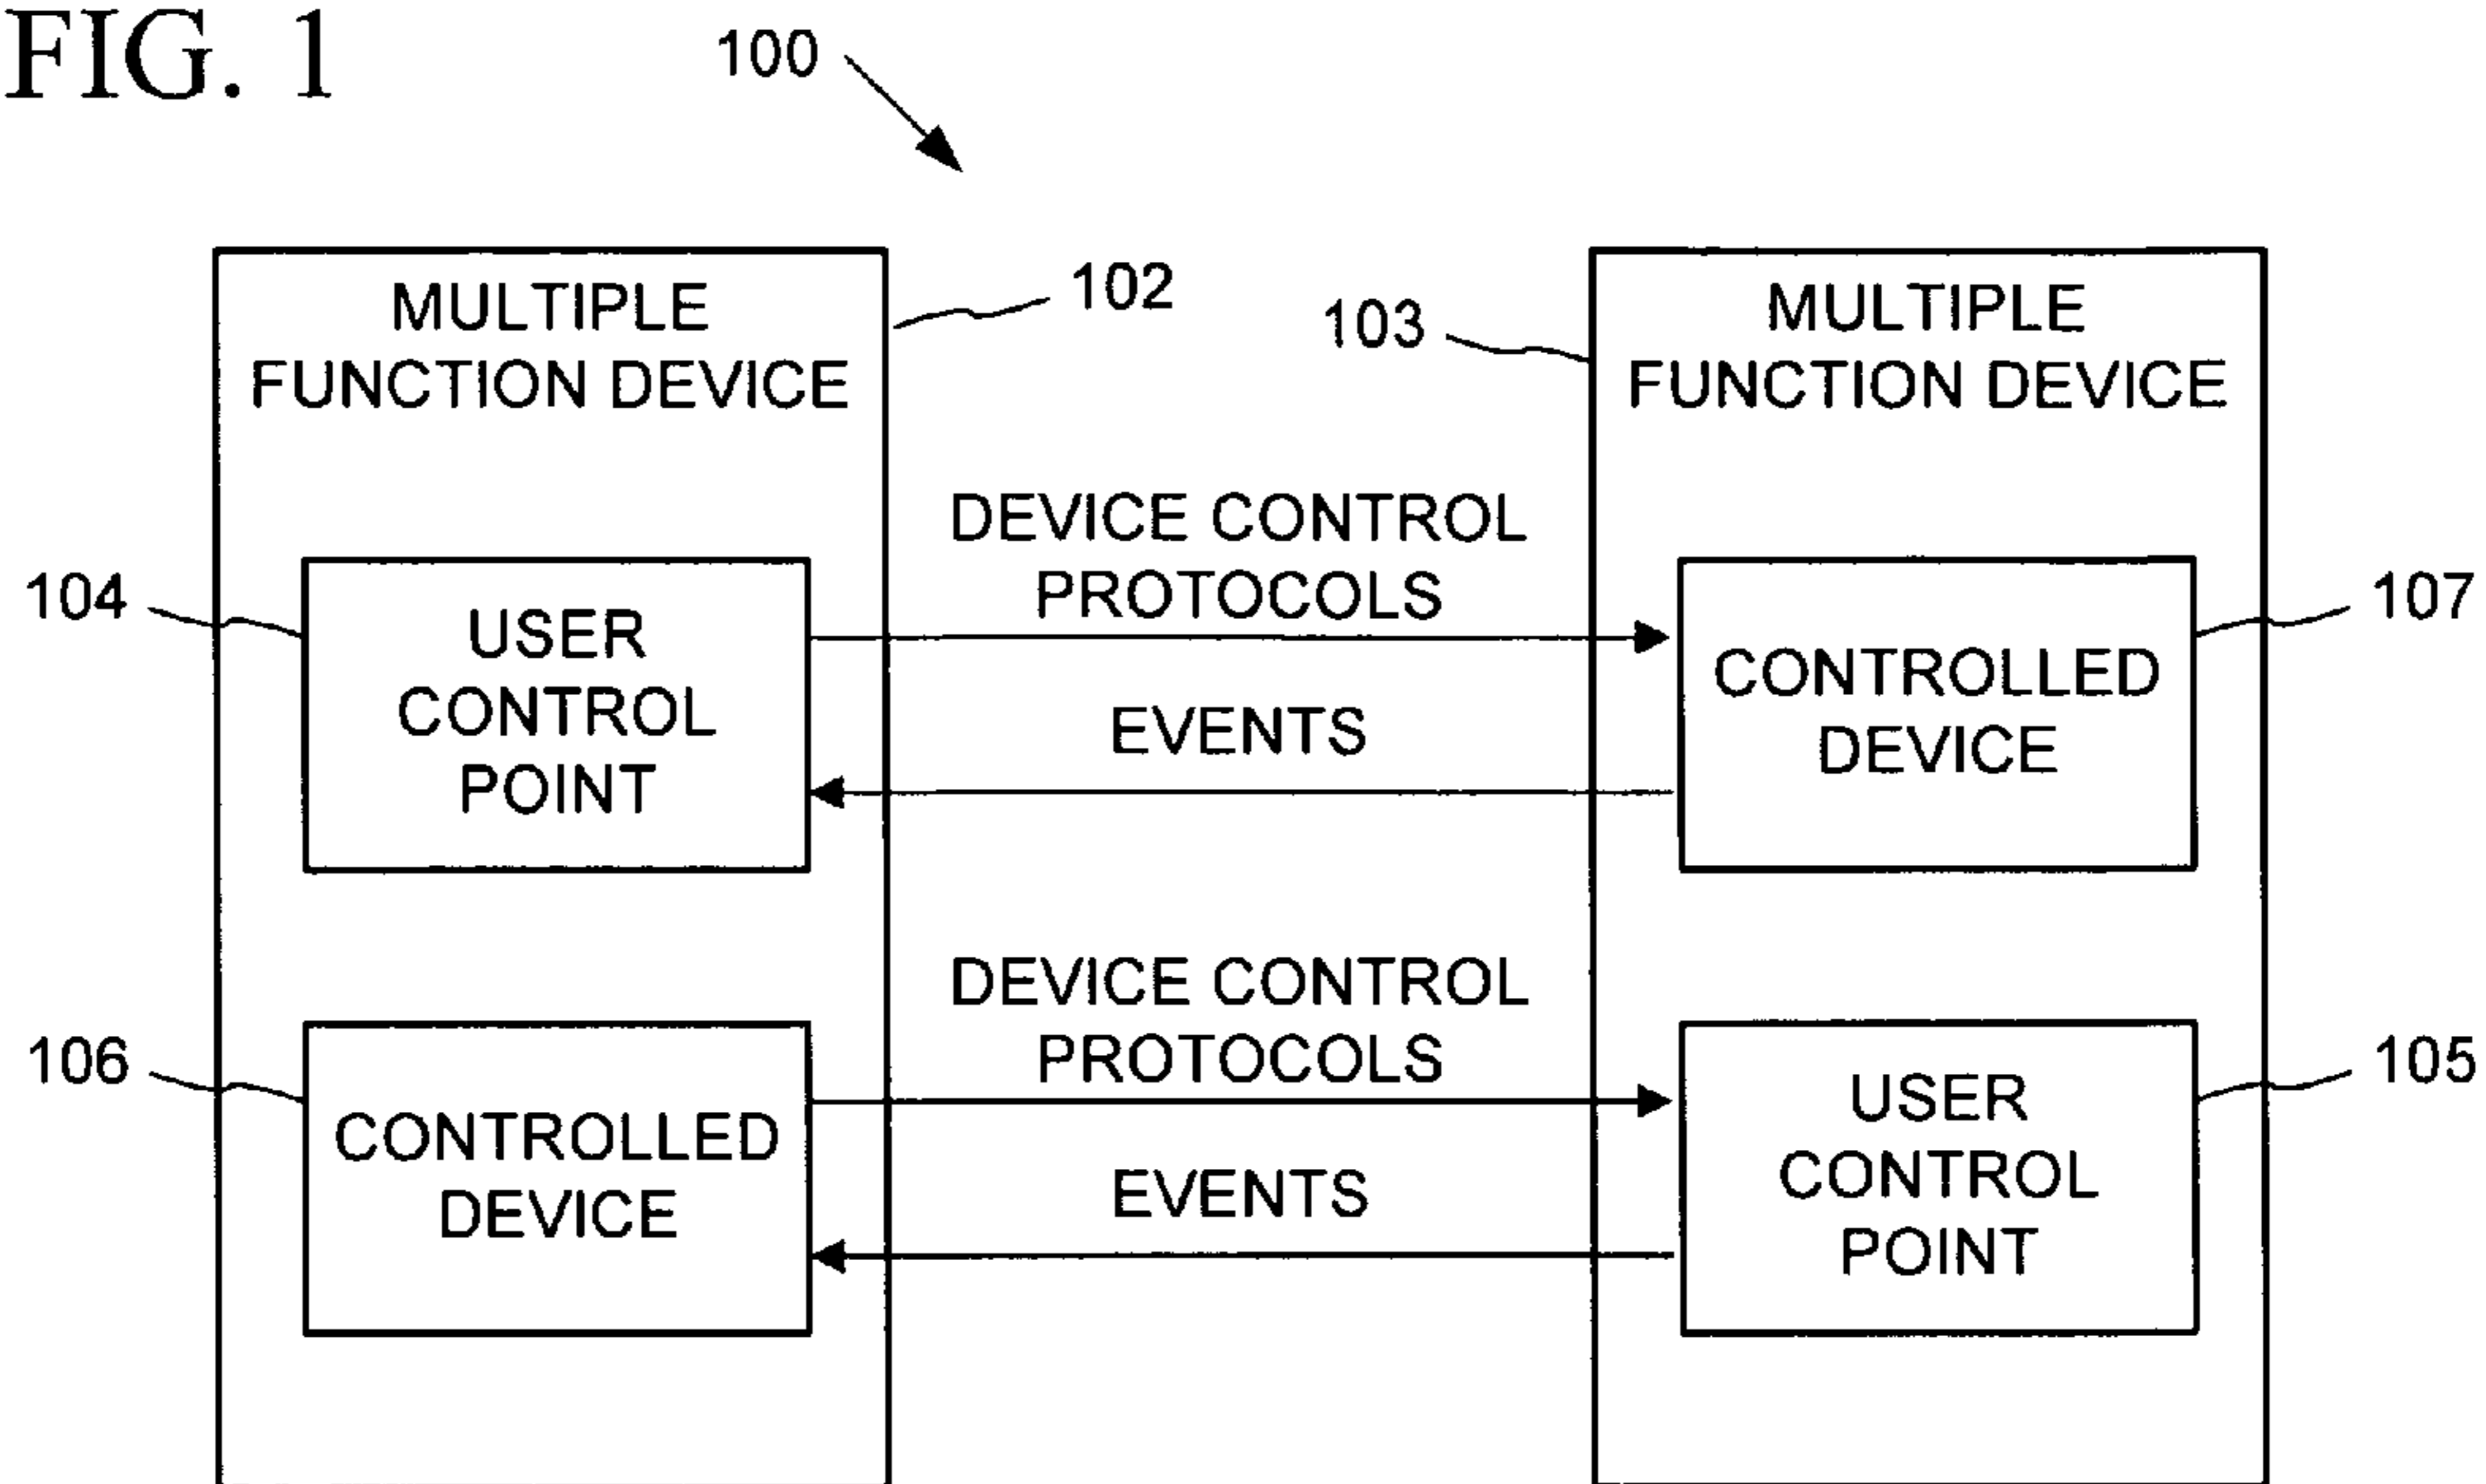 FIG. 1
100
MULTIPLE
FUNCTION DEVICE
102
103
MULTIPLE
FUNCTION DEVICE
DEVICE CONTROL
PROTOCOLS
104
USER
CONTROL
POINT
CONTROLLED
DEVICE
107
EVENTS
DEVICE CONTROL
PROTOCOLS
106
CONTROLLED
DEVICE
USER
CONTROL
POINT
105
EVENTS